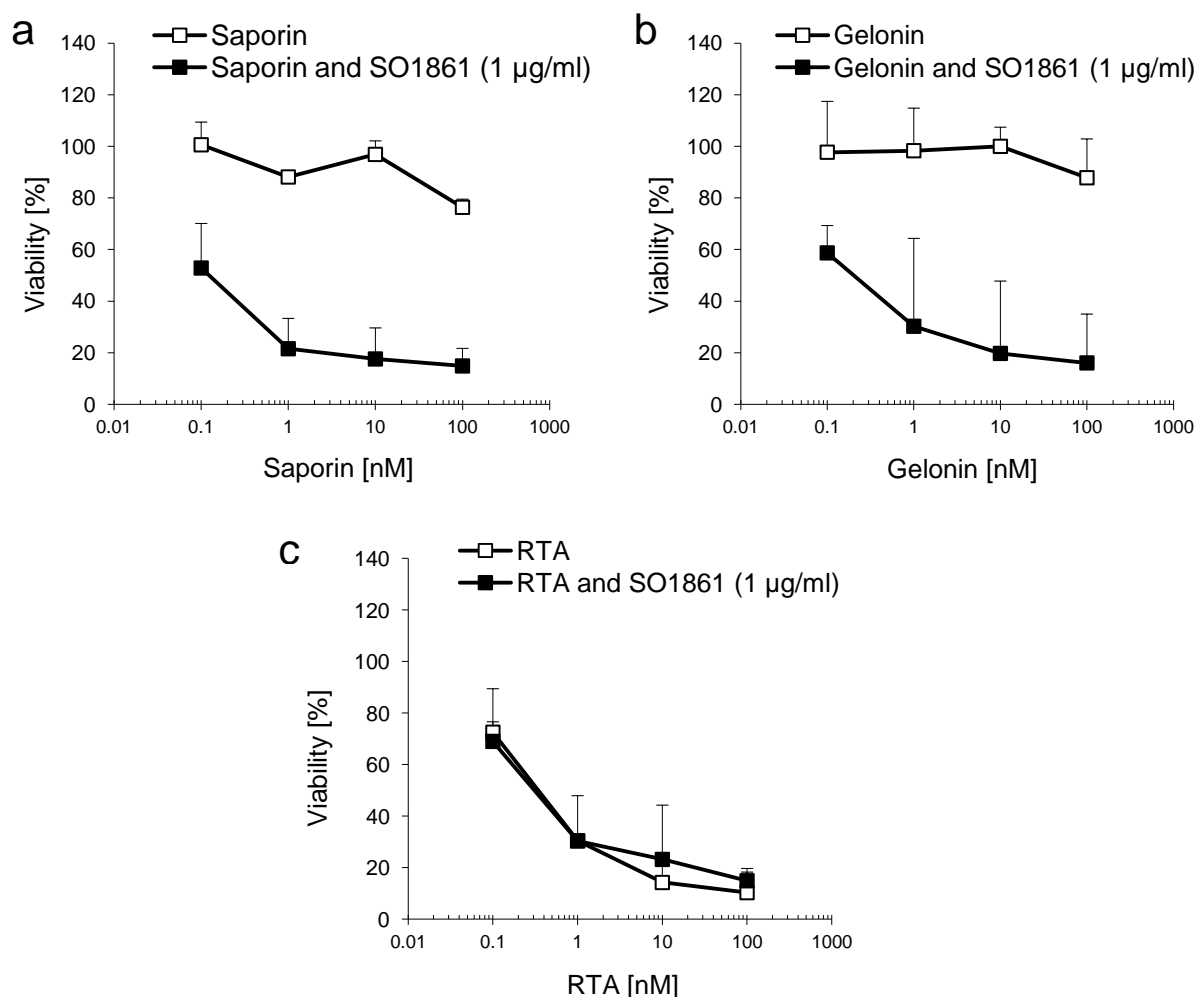 a
Saporin
Saporin and SO1861 (1 µg/ml)
140
120
100
80
60
40
20
0
Viability [%]
0.01 0.1 1 10 100 1000
Saporin [nM]
b
Gelonin
Gelonin and SO1861 (1 µg/ml)
140
120
100
80
60
40
20
0
Viability [%]
0.01 0.1 1 10 100 1000
Gelonin [nM]
c
RTA
RTA and SO1861 (1 µg/ml)
140
120
100
80
60
40
20
0
Viability [%]
0.01 0.1 1 10 100 1000
RTA [nM]